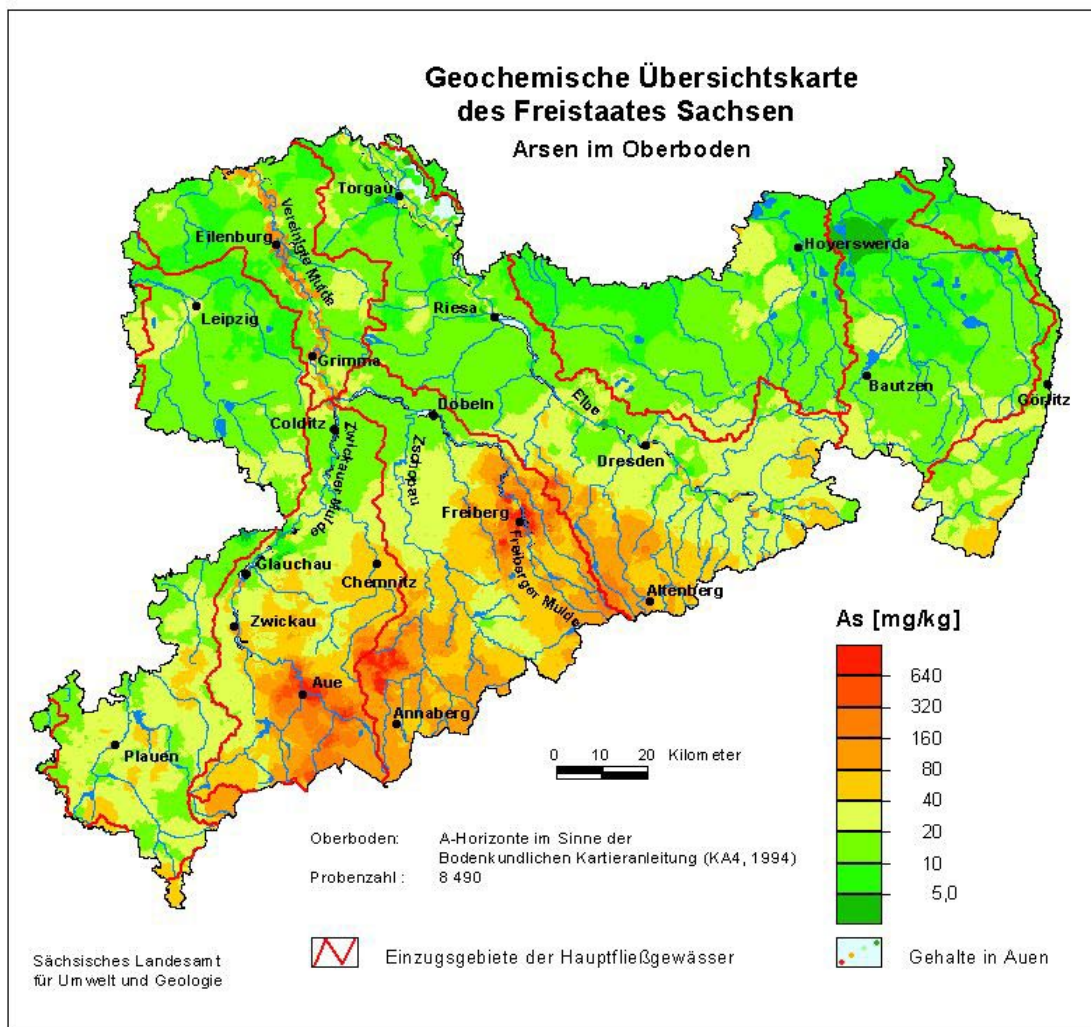 Geochemische Übersichtskarte
des Freistaates Sachsen
Arsen im Oberboden
Torgau
Eilenburg
Vereinigte Mulde
Hoyerswerda
Leipzig
Riesa
Grimma
Bautzen
Görlitz
Elbe
Döbeln
Colditz
Zwickauer Mulde
Zschopau
Dresden
Freiberg
Freiberger Mulde
Glauchau
Chemnitz
Altenberg
Zwickau
Aue
Annaberg
Plauen
0 10 20 Kilometer
As [mg/kg]
640
320
160
80
40
20
10
5,0
Oberboden: A-Horizonte im Sinne der
Bodenkundlichen Kartieranleitung (KA4, 1994)
Probenzahl : 8 490
Einzugsgebiete der Hauptfließgewässer
Gehalte in Auen
Sächsisches Landesamt
für Umwelt und Geologie